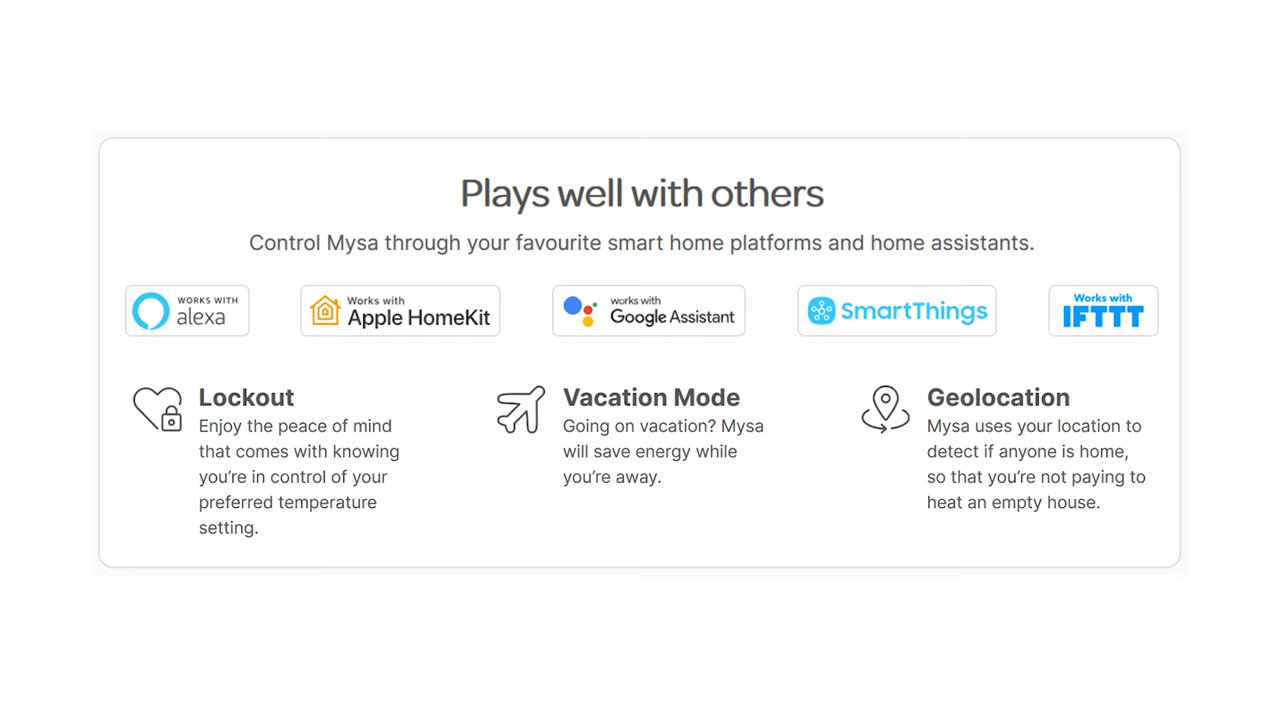 Plays well with others
Control Mysa through your favourite smart home platforms and home assistants.
WORKS WITH
alexa
Works with
Apple HomeKit
works with
Google Assistant
SmartThings
Works with
IFTTT
Lockout
Enjoy the peace of mind
that comes with knowing
you’re in control of your
preferred temperature
setting.
Vacation Mode
Going on vacation? Mysa
will save energy while
you’re away.
Geolocation
Mysa uses your location to
detect if anyone is home,
so that you’re not paying to
heat an empty house.